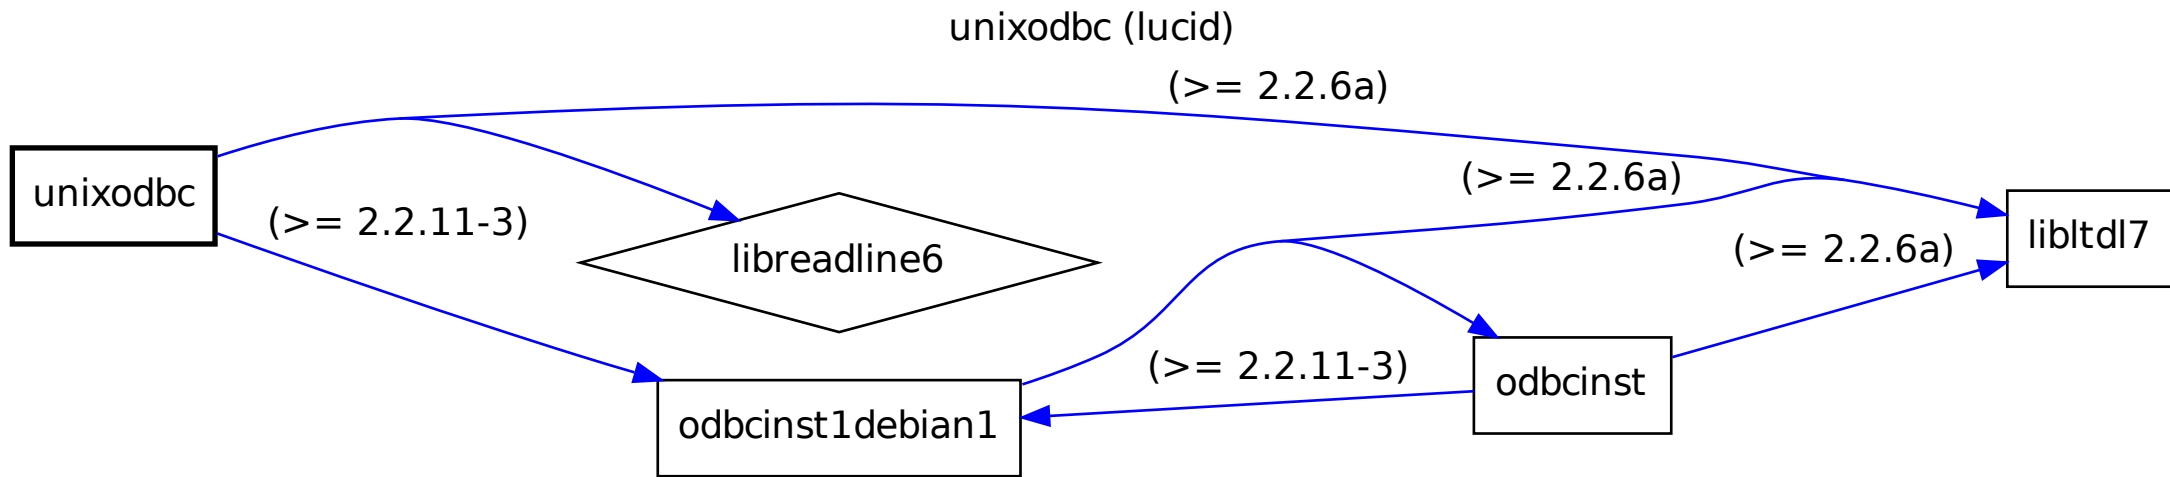 unixodbc (lucid)
(>= 2.2.6a)
unixodbc
(>= 2.2.11-3)
libreadline6
(>= 2.2.6a)
(>= 2.2.6a)
libltdl7
(>= 2.2.11-3)
odbcinst
odbcinst1debian1